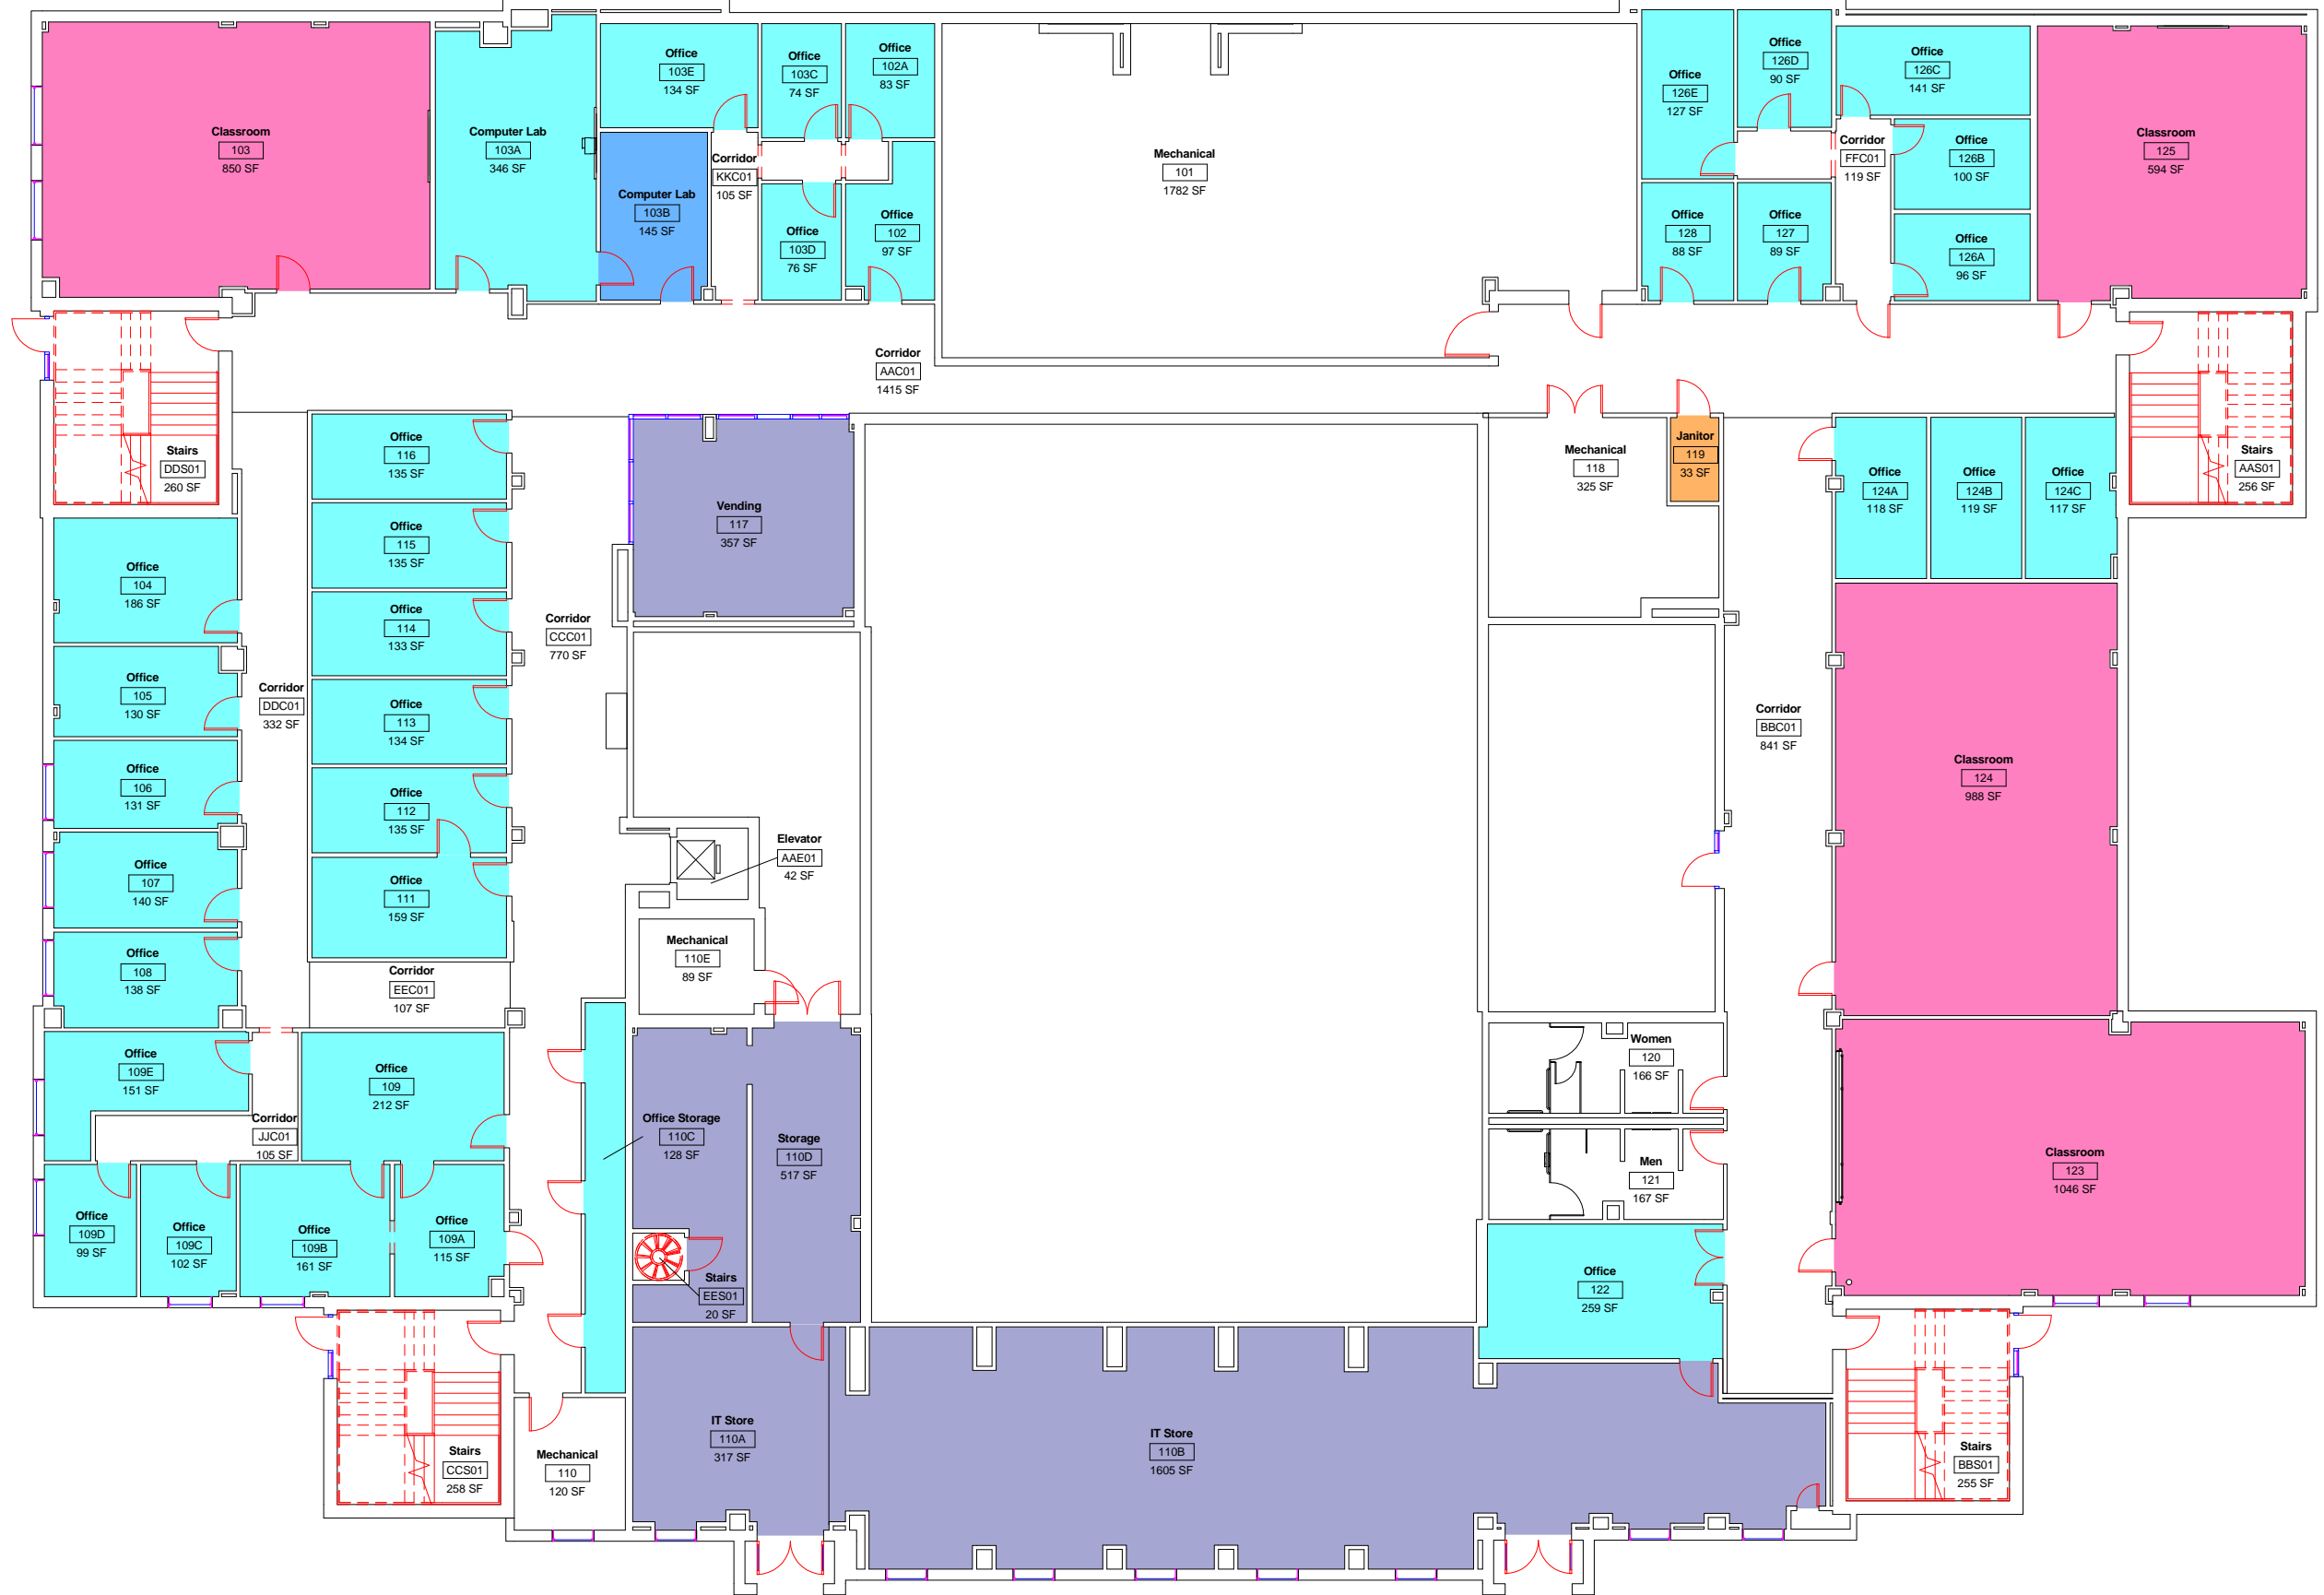 Classroom
103
850 SF
Computer Lab
103A
346 SF
Office
103E
134 SF
Office
103C
74 SF
Office
102A
83 SF
Computer Lab
103B
145 SF
Corridor
KKC01
105 SF
Office
103D
76 SF
Office
102
97 SF
Mechanical
101
1782 SF
Office
126E
127 SF
Office
126D
90 SF
Office
126C
141 SF
Corridor
FFC01
119 SF
Office
126B
100 SF
Office
128
88 SF
Office
127
89 SF
Office
126A
96 SF
Classroom
125
594 SF
Corridor
AAC01
1415 SF
Stairs
DDS01
260 SF
Office
116
135 SF
Office
115
135 SF
Office
114
133 SF
Office
113
134 SF
Office
112
135 SF
Office
111
159 SF
Vending
117
357 SF
Mechanical
118
325 SF
Janitor
119
33 SF
Office
124A
118 SF
Office
124B
119 SF
Office
124C
117 SF
Stairs
AAS01
256 SF
Office
104
186 SF
Office
105
130 SF
Office
106
131 SF
Office
107
140 SF
Office
108
138 SF
Corridor
DDC01
332 SF
Corridor
CCC01
770 SF
Corridor
BBC01
841 SF
Classroom
124
988 SF
Elevator
AAE01
42 SF
Mechanical
110E
89 SF
Corridor
EEC01
107 SF
Office
109E
151 SF
Office
109
212 SF
Corridor
JJC01
105 SF
Office
109D
99 SF
Office
109C
102 SF
Office
109B
161 SF
Office
109A
115 SF
Office Storage
110C
128 SF
Storage
110D
517 SF
Stairs
EES01
20 SF
Women
120
166 SF
Men
121
167 SF
Classroom
123
1046 SF
Office
122
259 SF
Stairs
CCS01
258 SF
Mechanical
110
120 SF
IT Store
110A
317 SF
IT Store
110B
1605 SF
Stairs
BBS01
255 SF